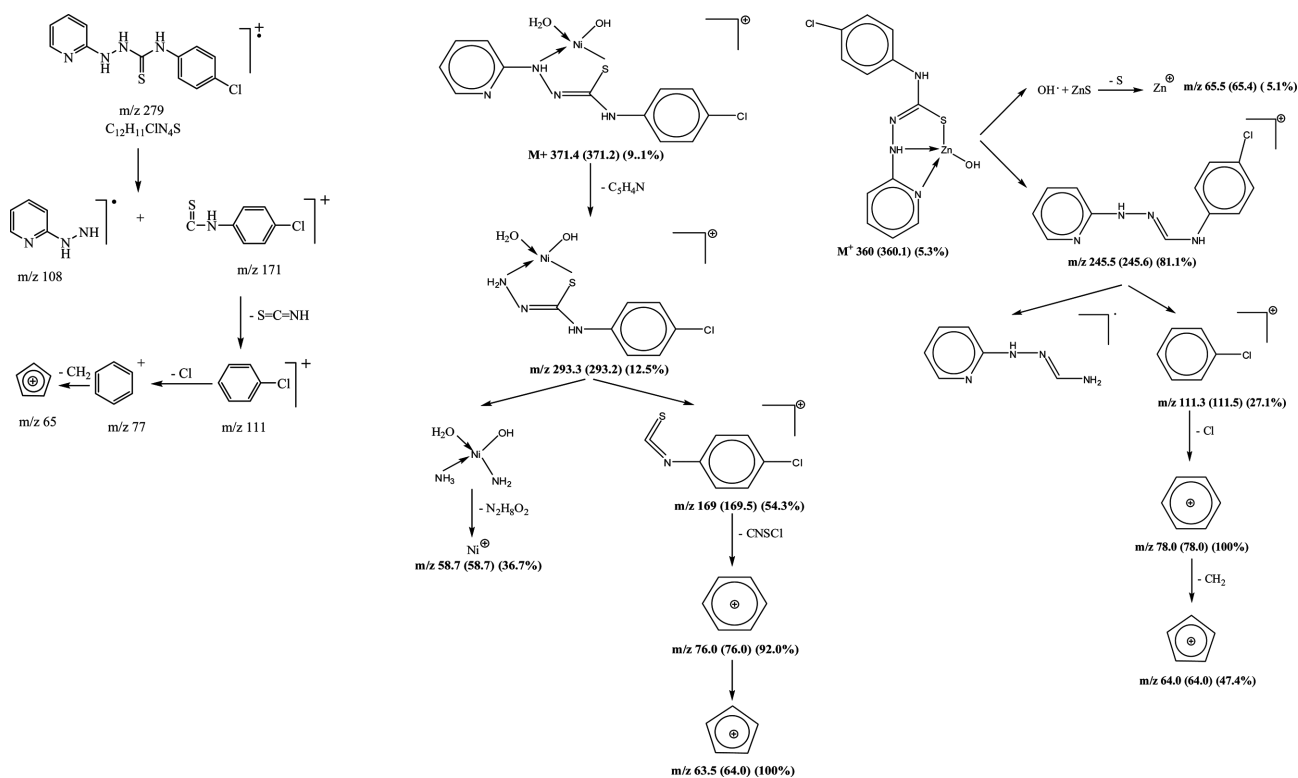 N
N
H
H
N
S
H
N
Cl
m/z 279
C12H11ClN4S
N
N
H
NH
m/z 108
+
S
C
H
N
Cl
m/z 171
- S=C=NH
Cl
m/z 111
- Cl
m/z 77
- CH2
m/z 65
H2O
OH
Ni
NH
S
N
N
HN
Cl
M+ 371.4 (371.2) (9..1%)
- C5H4N
H2O
OH
Ni
H2N
S
N
HN
Cl
m/z 293.3 (293.2) (12.5%)
H2O
OH
Ni
NH3
NH2
- N2H8O2
Ni⊕
m/z 58.7 (58.7) (36.7%)
S
N
Cl
m/z 169 (169.5) (54.3%)
- CNSCl
m/z 76.0 (76.0) (92.0%)
m/z 63.5 (64.0) (100%)
Cl
NH
N
S
NH
Zn
OH
N
M+ 360 (360.1) (5.3%)
OH· + ZnS
- S
Zn⊕
m/z 65.5 (65.4) ( 5.1%)
Cl
H
N
N
N
NH
m/z 245.5 (245.6) (81.1%)
H
N
N
N
NH2
Cl
m/z 111.3 (111.5) (27.1%)
- Cl
m/z 78.0 (78.0) (100%)
- CH2
m/z 64.0 (64.0) (47.4%)